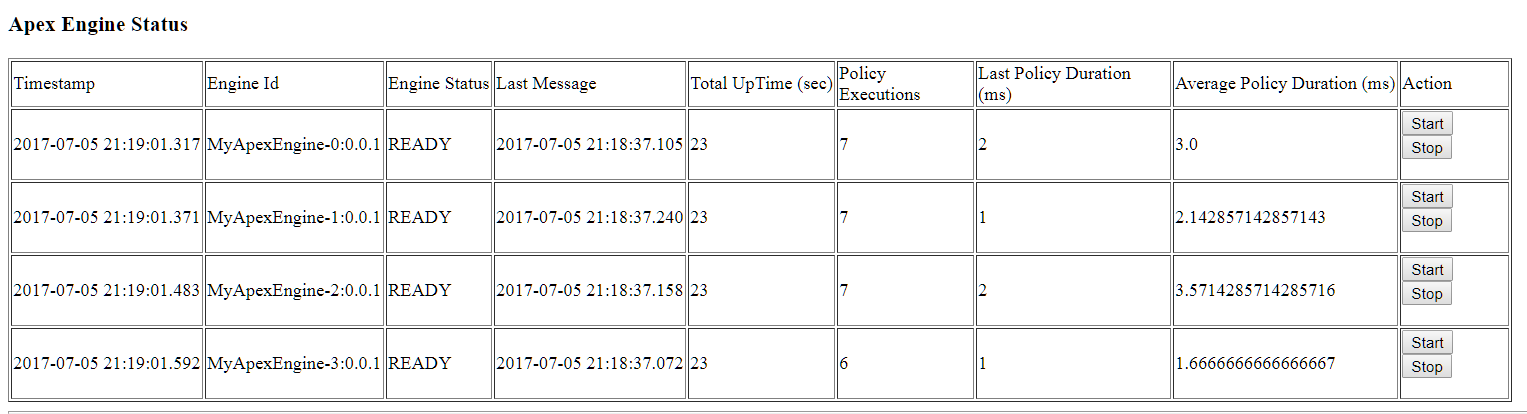 Apex Engine Status
Timestamp Engine Id Engine Status Last Message Total UpTime (sec) Policy Executions Last Policy Duration (ms) Average Policy Duration (ms) Action
2017-07-05 21:19:01.317 MyApexEngine-0:0.0.1 READY 2017-07-05 21:18:37.105 23 7 2 3.0 Start Stop
2017-07-05 21:19:01.371 MyApexEngine-1:0.0.1 READY 2017-07-05 21:18:37.240 23 7 1 2.142857142857143 Start Stop
2017-07-05 21:19:01.483 MyApexEngine-2:0.0.1 READY 2017-07-05 21:18:37.158 23 7 2 3.5714285714285716 Start Stop
2017-07-05 21:19:01.592 MyApexEngine-3:0.0.1 READY 2017-07-05 21:18:37.072 23 6 1 1.6666666666666667 Start Stop